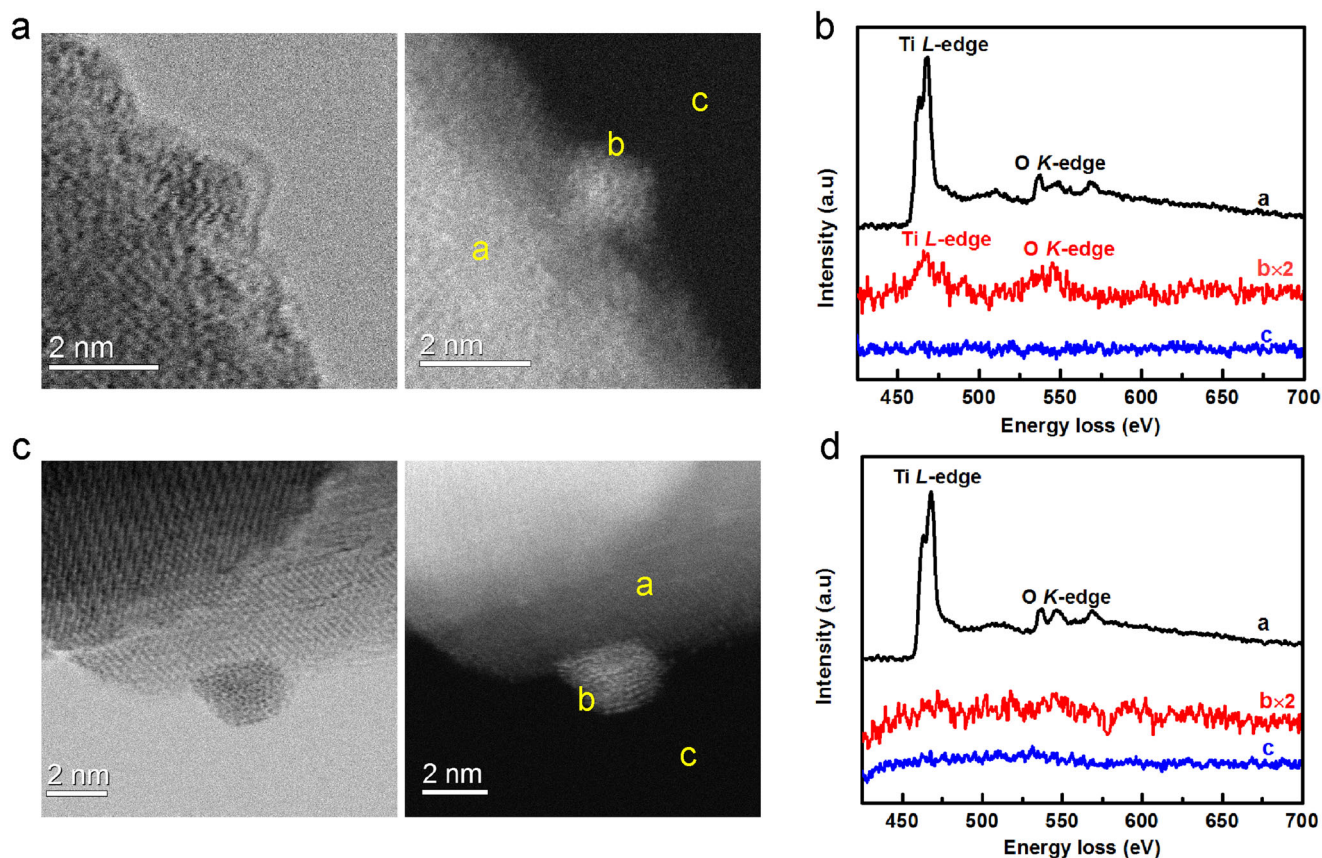 a
2 nm
b
c
a
2 nm
b
Ti L-edge
O K-edge
a
Ti L-edge
O K-edge
b×2
c
Intensity (a.u)
450 500 550 600 650 700
Energy loss (eV)
c
2 nm
a
b
c
2 nm
d
Ti L-edge
O K-edge
a
b×2
c
Intensity (a.u)
450 500 550 600 650 700
Energy loss (eV)